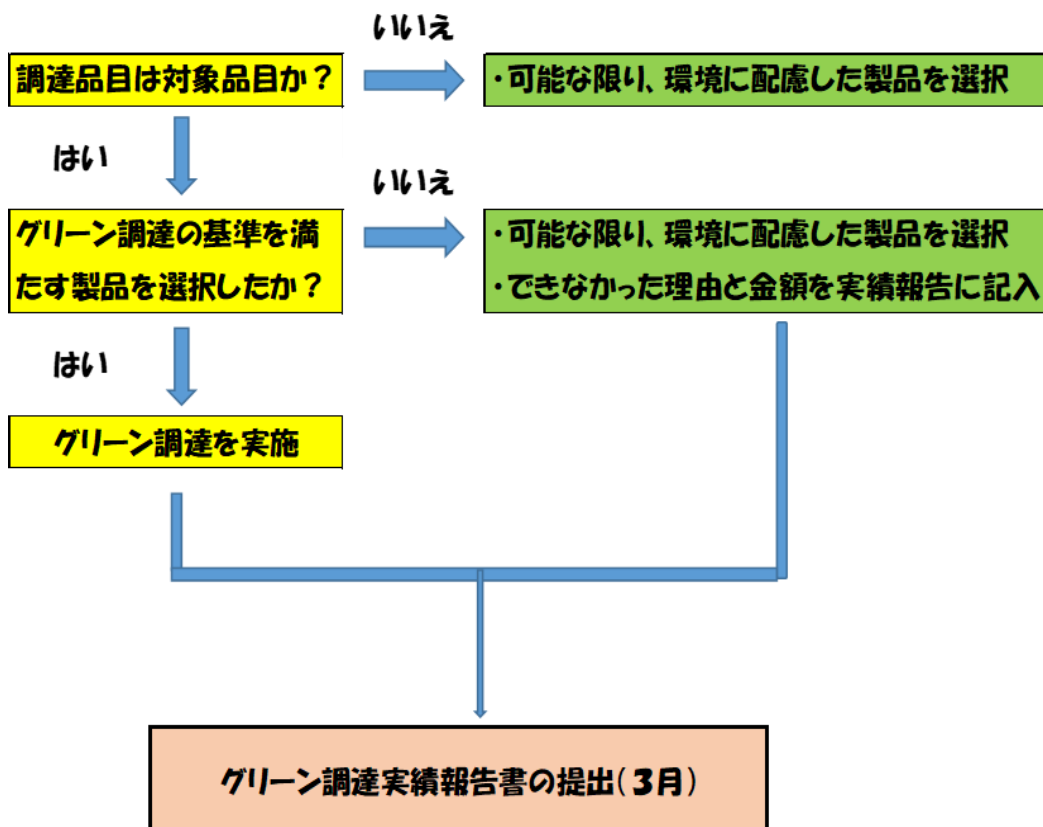 いいえ
調達品目は対象品目か？
・可能な限り、環境に配慮した製品を選択
はい
いいえ
グリーン調達の基準を満
たす製品を選択したか？
・可能な限り、環境に配慮した製品を選択
・できなかった理由と金額を実績報告に記入
はい
グリーン調達を実施
グリーン調達実績報告書の提出(３月)